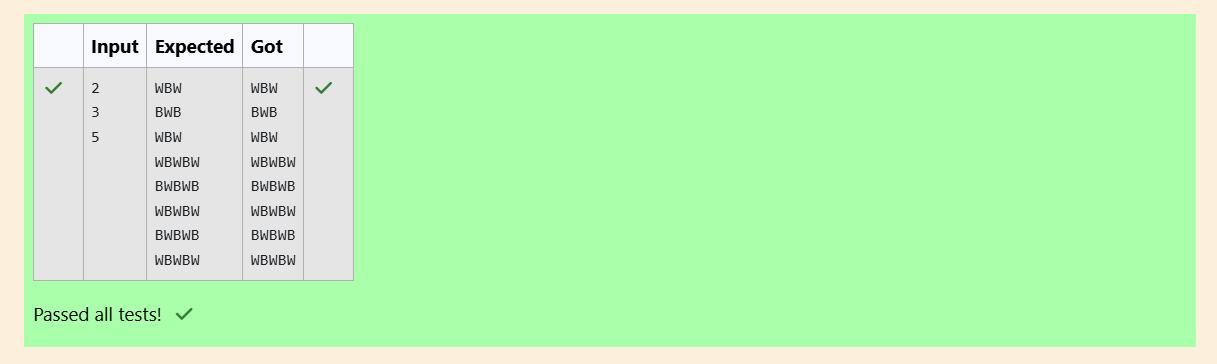 Input Expected Got
2 WBW WBW
3 BWB BWB
5 WBW WBW
WBWBW WBWBW
BWBWB BWBWB
WBWBW WBWBW
BWBWB BWBWB
WBWBW WBWBW
Passed all tests!